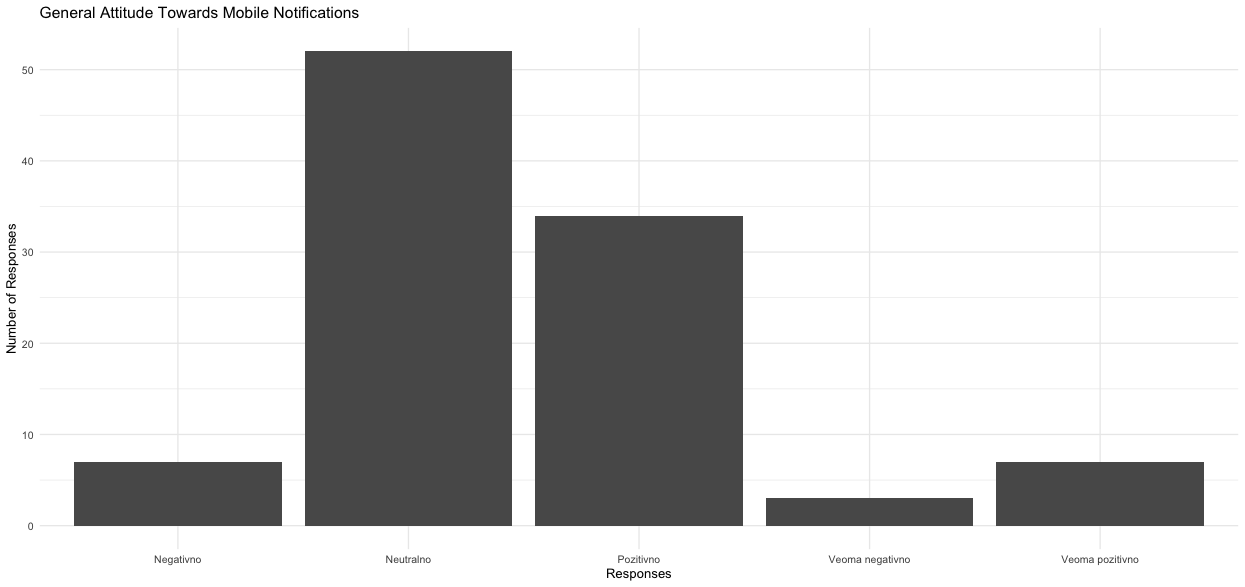 General Attitude Towards Mobile Notifications
Number of Responses
50
40
30
20
10
0
Negativno
Neutralno
Pozitivno
Veoma negativno
Veoma pozitivno
Responses